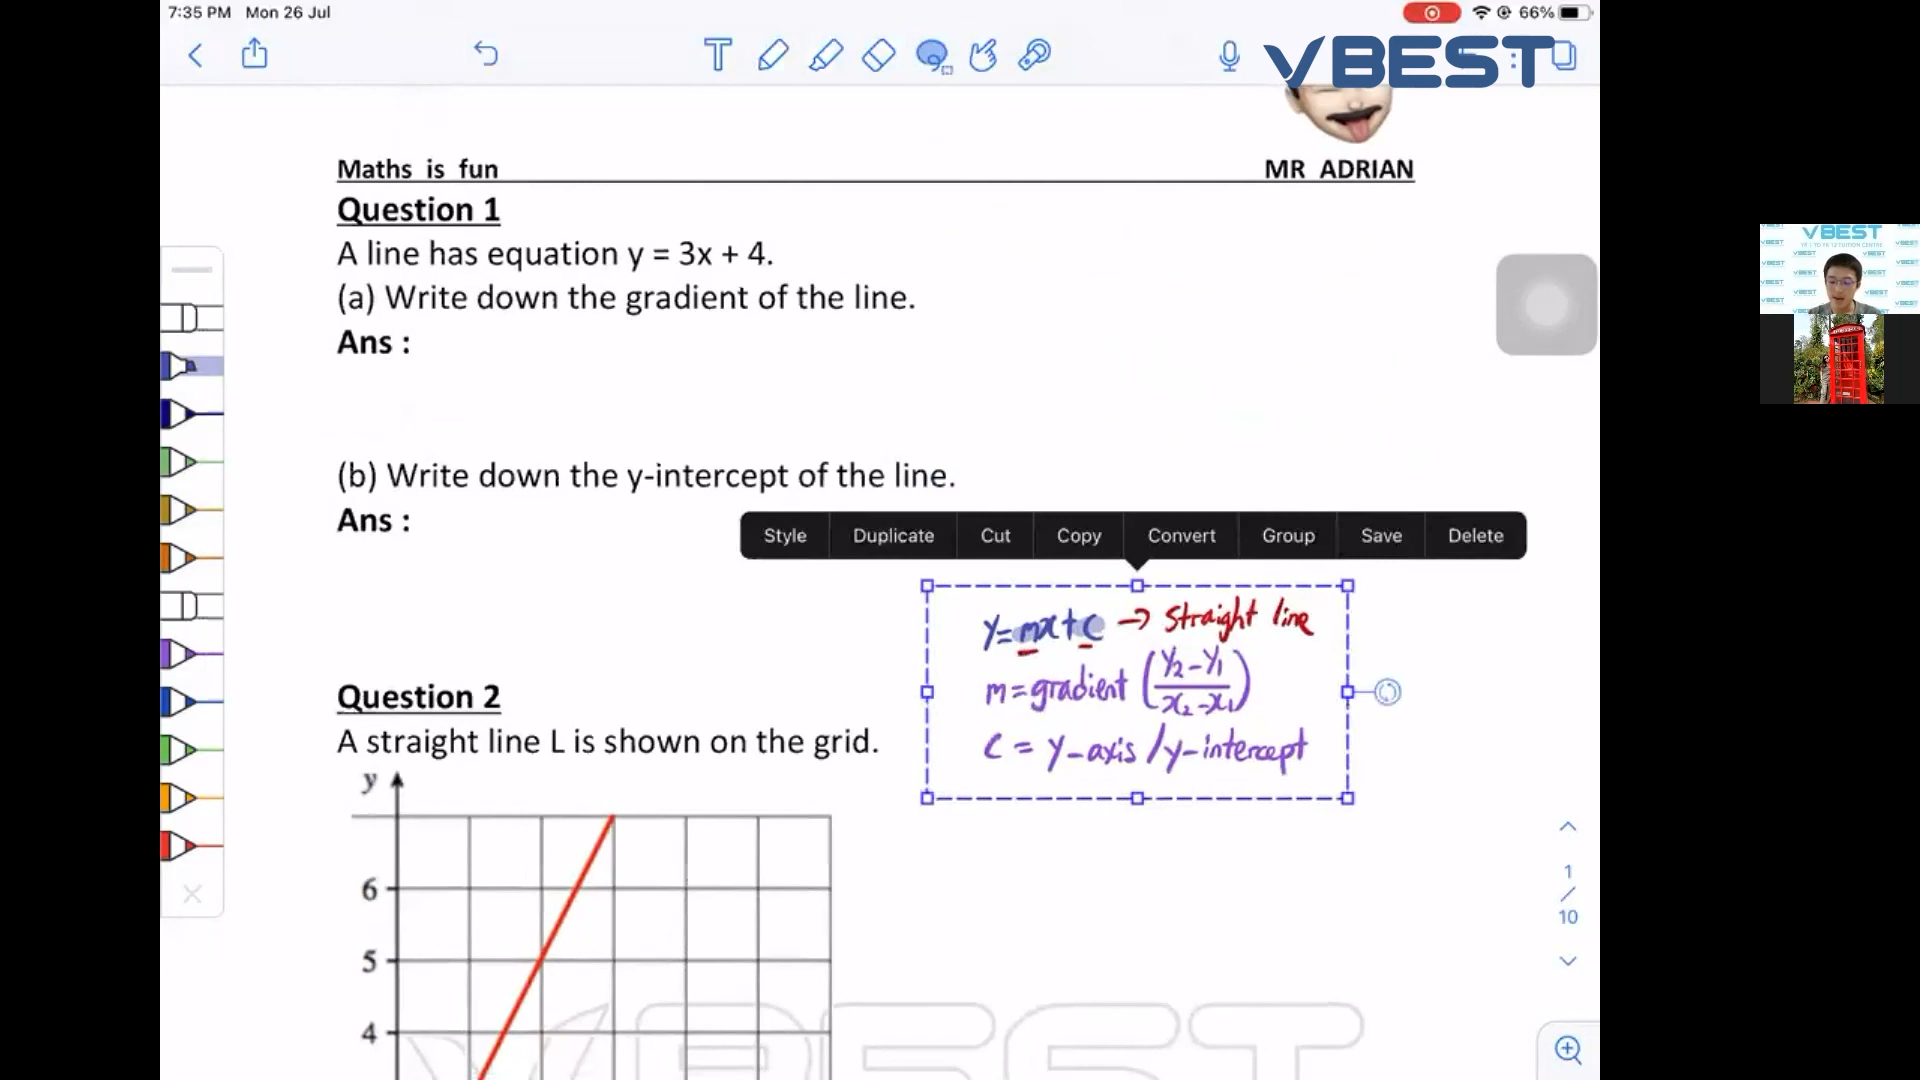 7:35 PM Mon 26 Jul
66%
T
VBEST
Maths is fun MR ADRIAN
Question 1
A line has equation y = 3x + 4.
(a) Write down the gradient of the line.
Ans :
(b) Write down the y-intercept of the line.
Ans :
Style Duplicate Cut Copy Convert Group Save Delete
y=mx+c → straight line
m=gradient (y₂-y₁/x₂-x₁)
c = y-axis/y-intercept
Question 2
A straight line L is shown on the grid.
y
6
5
4
1
/
10
VBEST
VBEST